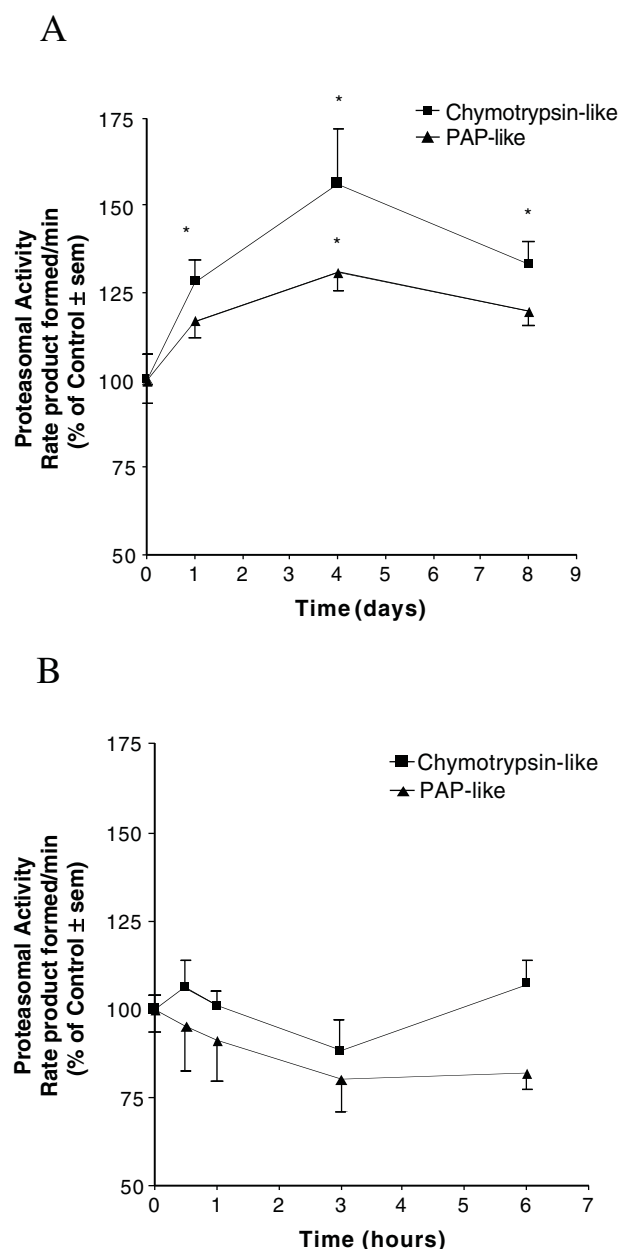 A
175
150
125
100
75
50
*
*
*
*
Chymotrypsin-like
PAP-like
Proteasomal Activity
Rate product formed/min
(% of Control ± sem)
0 1 2 3 4 5 6 7 8 9
Time (days)
B
175
150
125
100
75
50
Chymotrypsin-like
PAP-like
Proteasomal Activity
Rate product formed/min
(% of Control ± sem)
0 1 2 3 4 5 6 7
Time (hours)